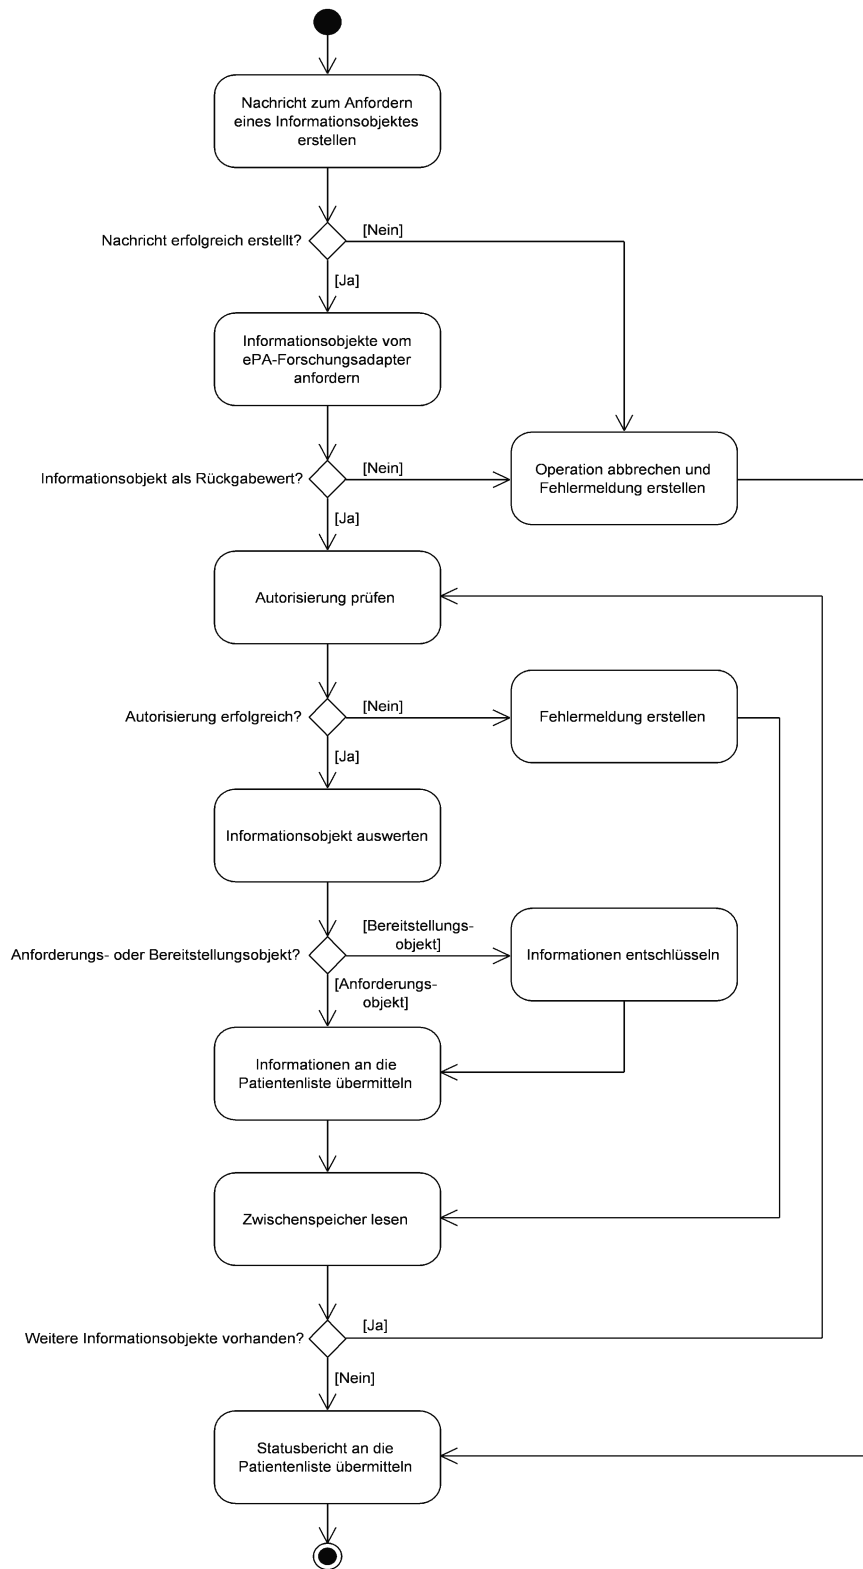 Nachricht zum Anfordern
eines Informationsobjektes
erstellen
Nachricht erfolgreich erstellt?
[Nein]
[Ja]
Informationsobjekte vom
ePA-Forschungsadapter
anfordern
Informationsobjekt als Rückgabewert?
[Nein]
Operation abbrechen und
Fehlermeldung erstellen
[Ja]
Autorisierung prüfen
Autorisierung erfolgreich?
[Nein]
Fehlermeldung erstellen
[Ja]
Informationsobjekt auswerten
Anforderungs- oder Bereitstellungsobjekt?
[Bereitstellungs-
objekt]
Informationen entschlüsseln
[Anforderungs-
objekt]
Informationen an die
Patientenliste übermitteln
Zwischenspeicher lesen
Weitere Informationsobjekte vorhanden?
[Ja]
[Nein]
Statusbericht an die
Patientenliste übermitteln